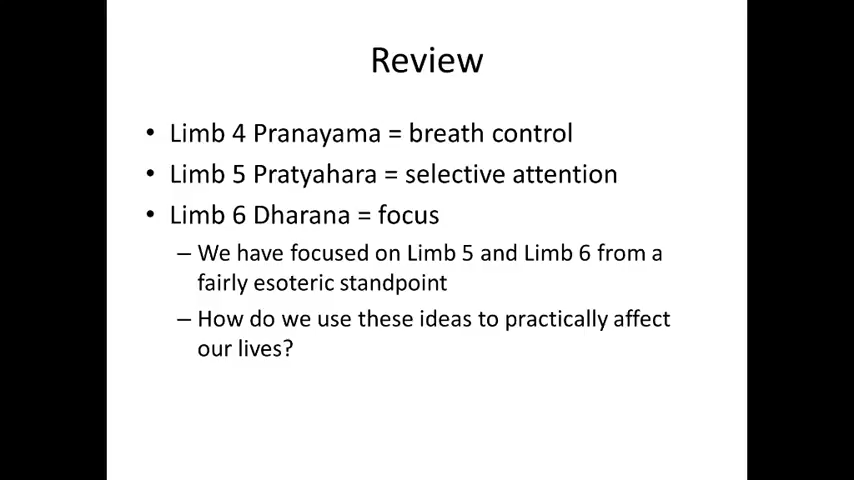 Review
• Limb 4 Pranayama = breath control
• Limb 5 Pratyahara = selective attention
• Limb 6 Dharana = focus
– We have focused on Limb 5 and Limb 6 from a
fairly esoteric standpoint
– How do we use these ideas to practically affect
our lives?